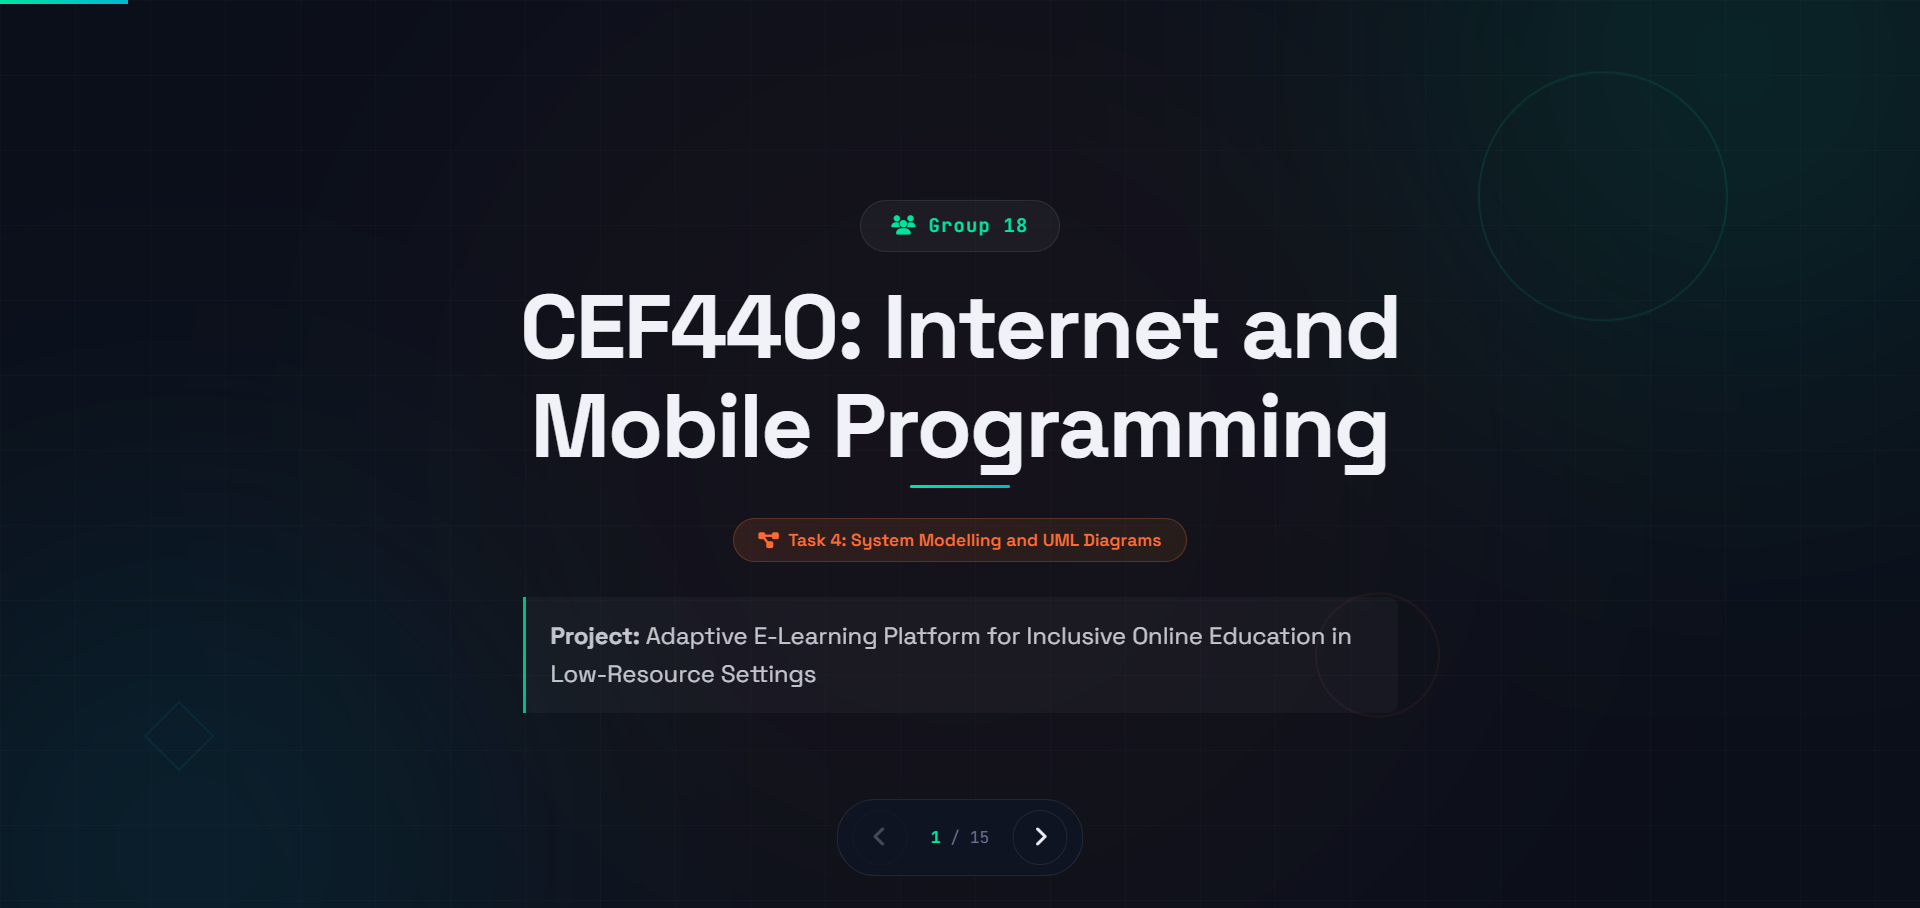 Group 18
CEF440: Internet and
Mobile Programming
Task 4: System Modelling and UML Diagrams
Project: Adaptive E-Learning Platform for Inclusive Online Education in
Low-Resource Settings
1 / 15